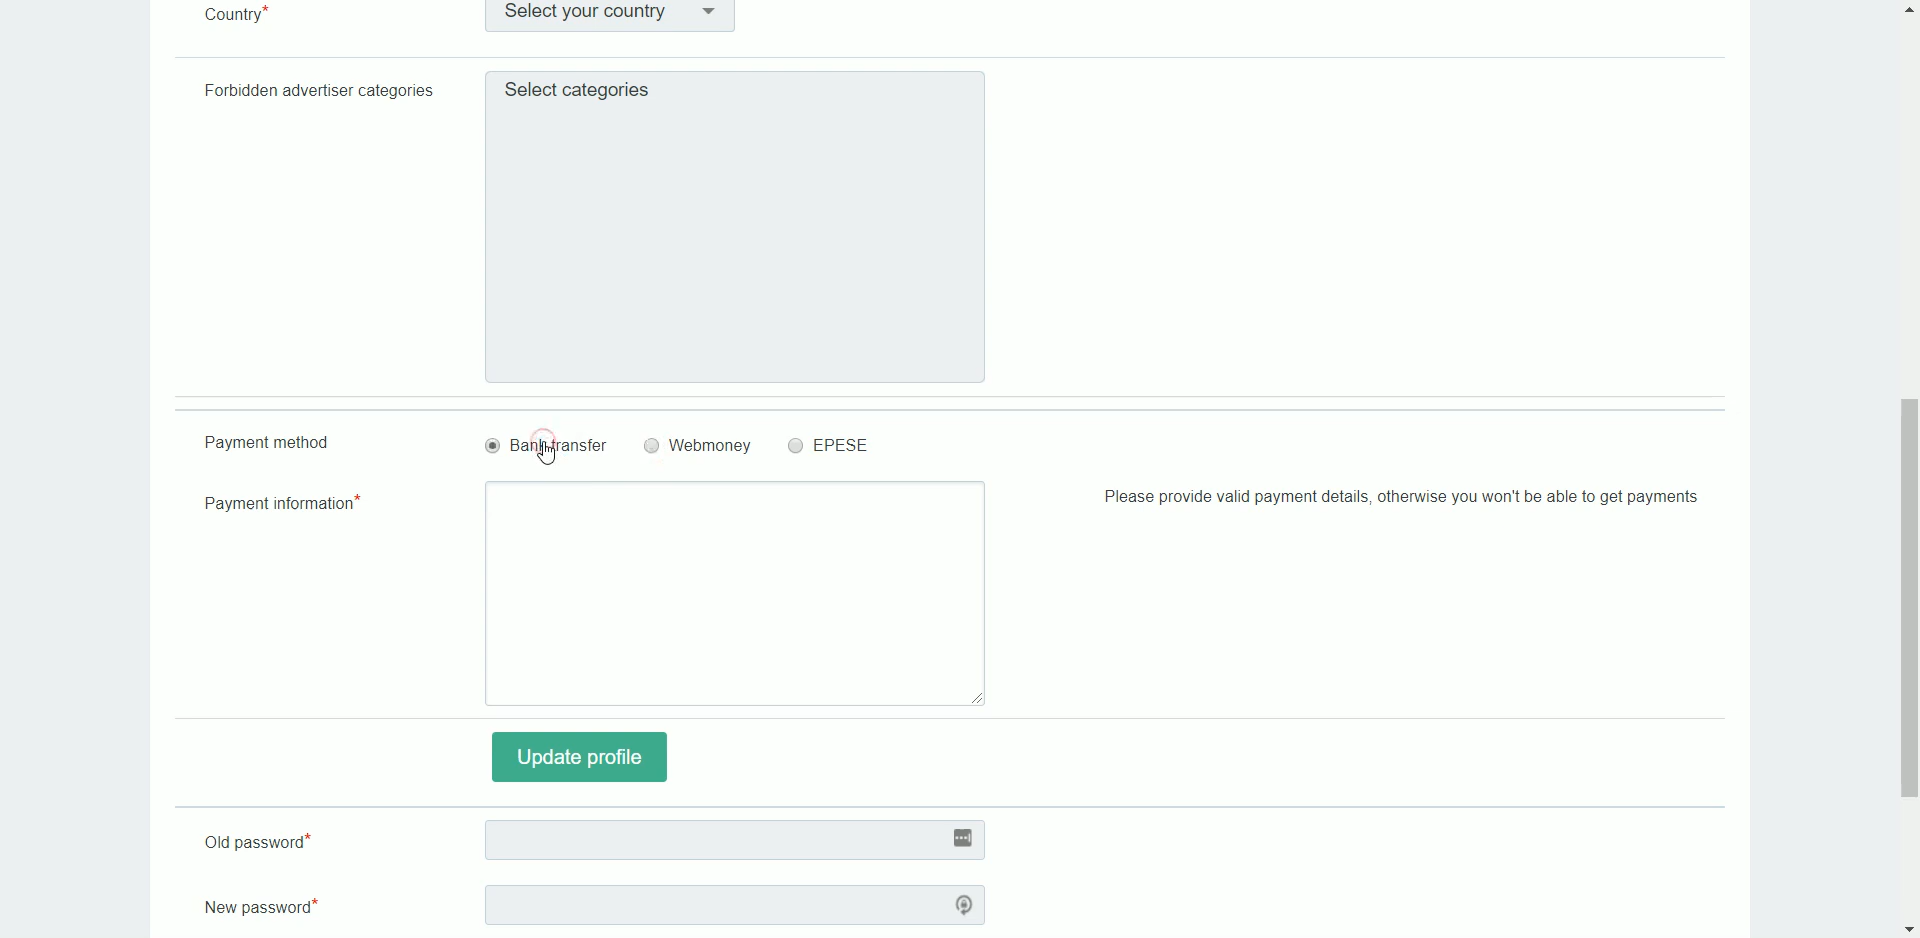 Country*
Select your country
Forbidden advertiser categories
Select categories
Payment method
Bank transfer
Webmoney
EPESE
Payment information*
Please provide valid payment details, otherwise you won't be able to get payments
Update profile
Old password*
New password*